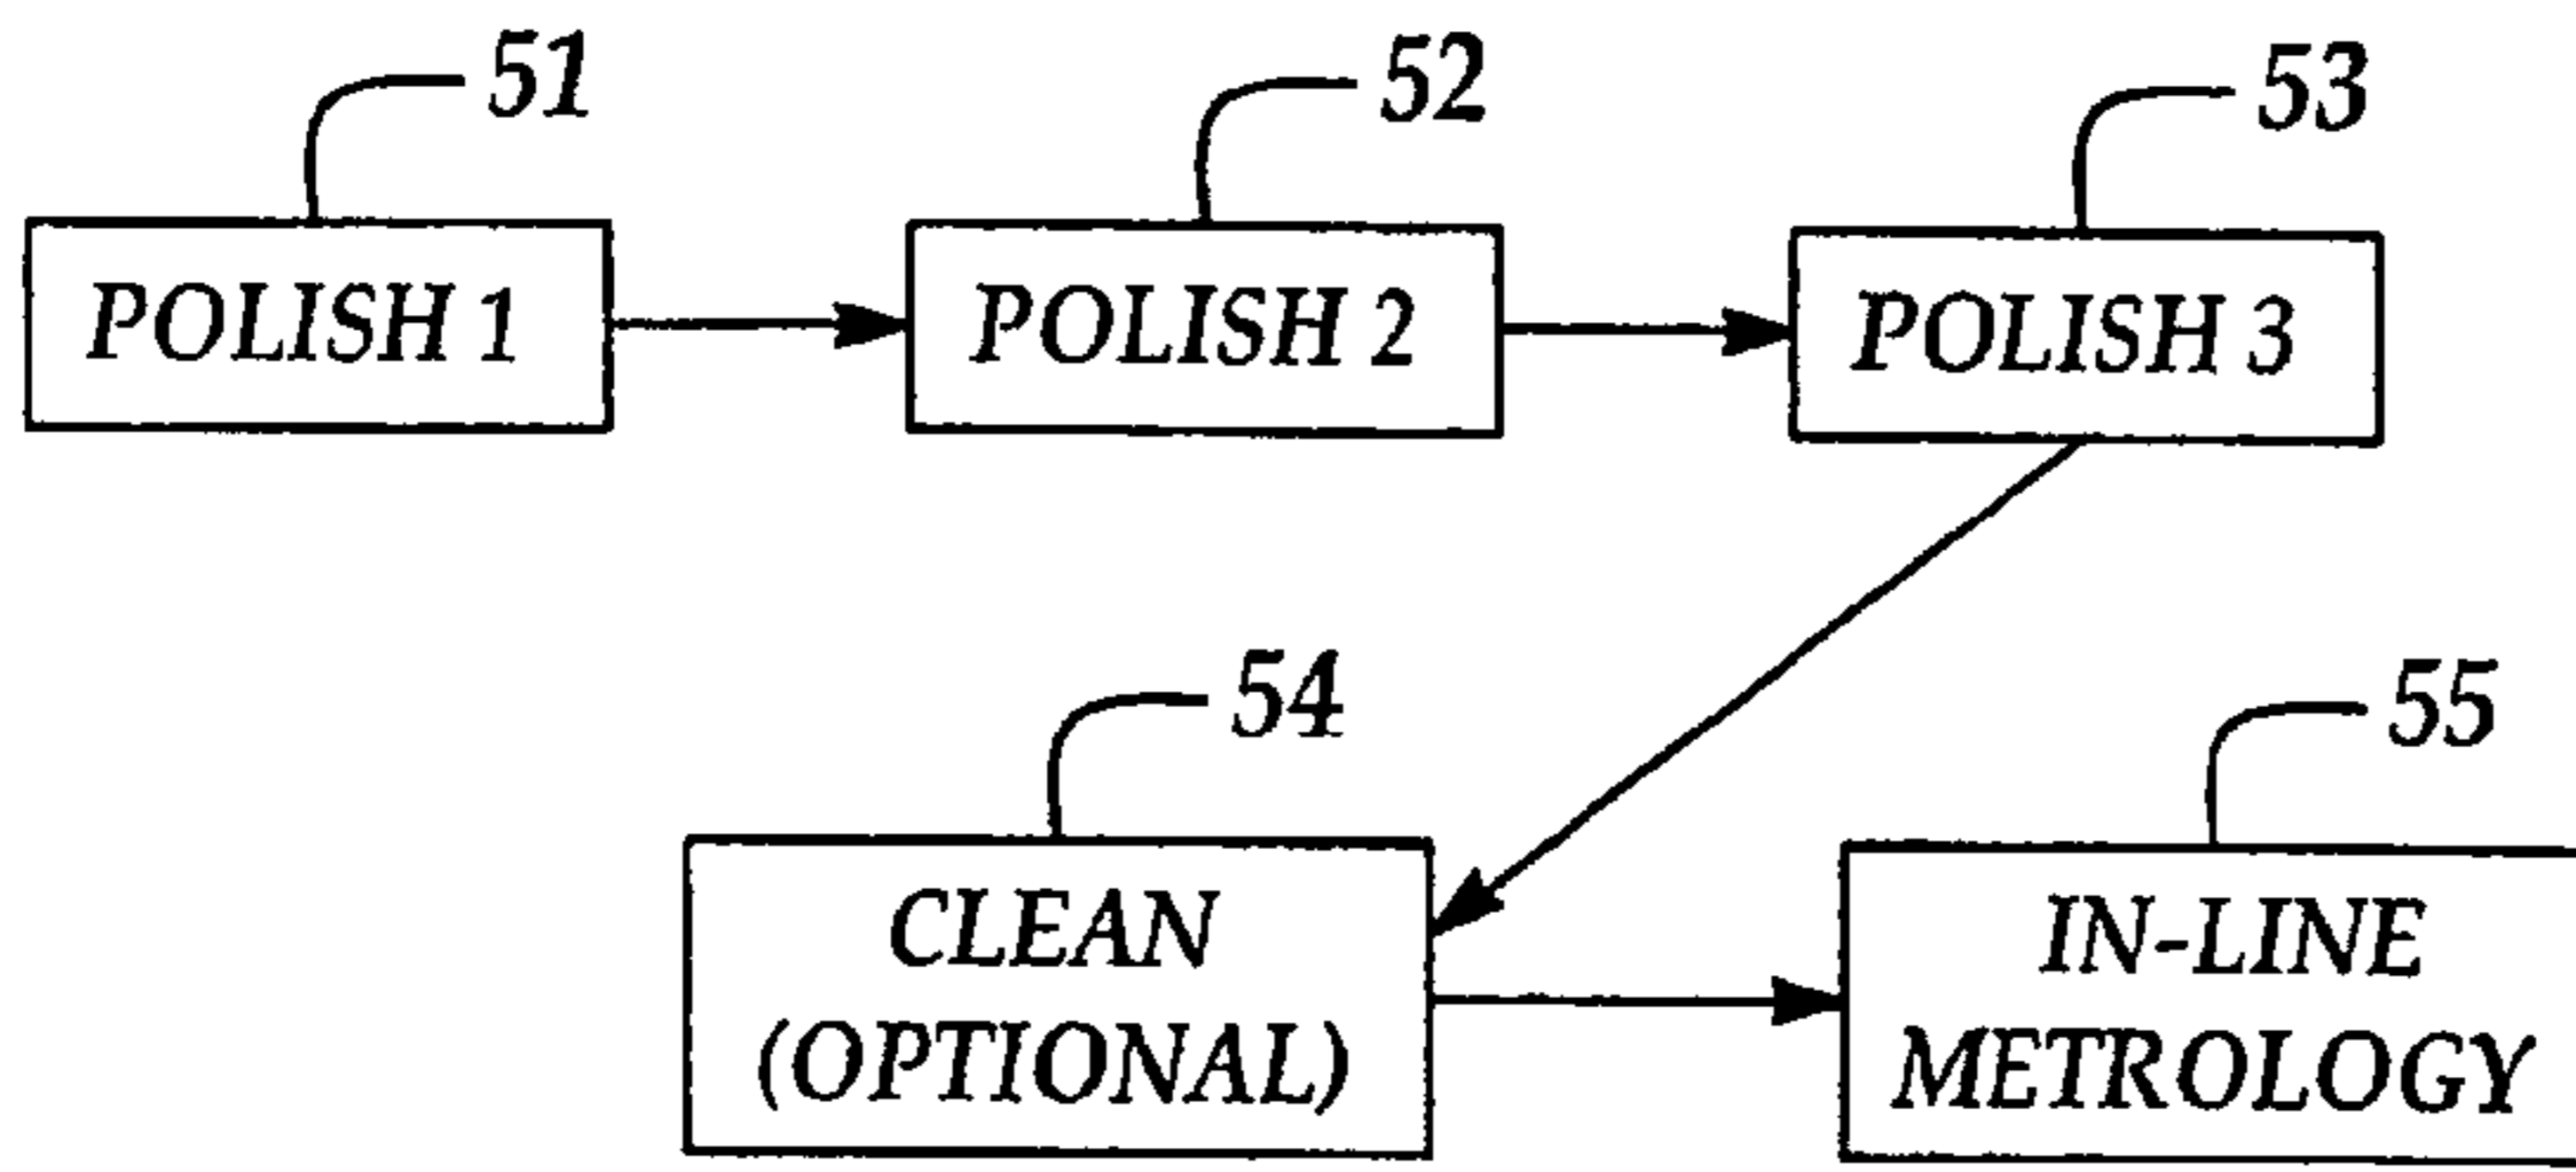 51
52
53
POLISH 1
POLISH 2
POLISH 3
54
55
CLEAN
(OPTIONAL)
IN-LINE
METROLOGY